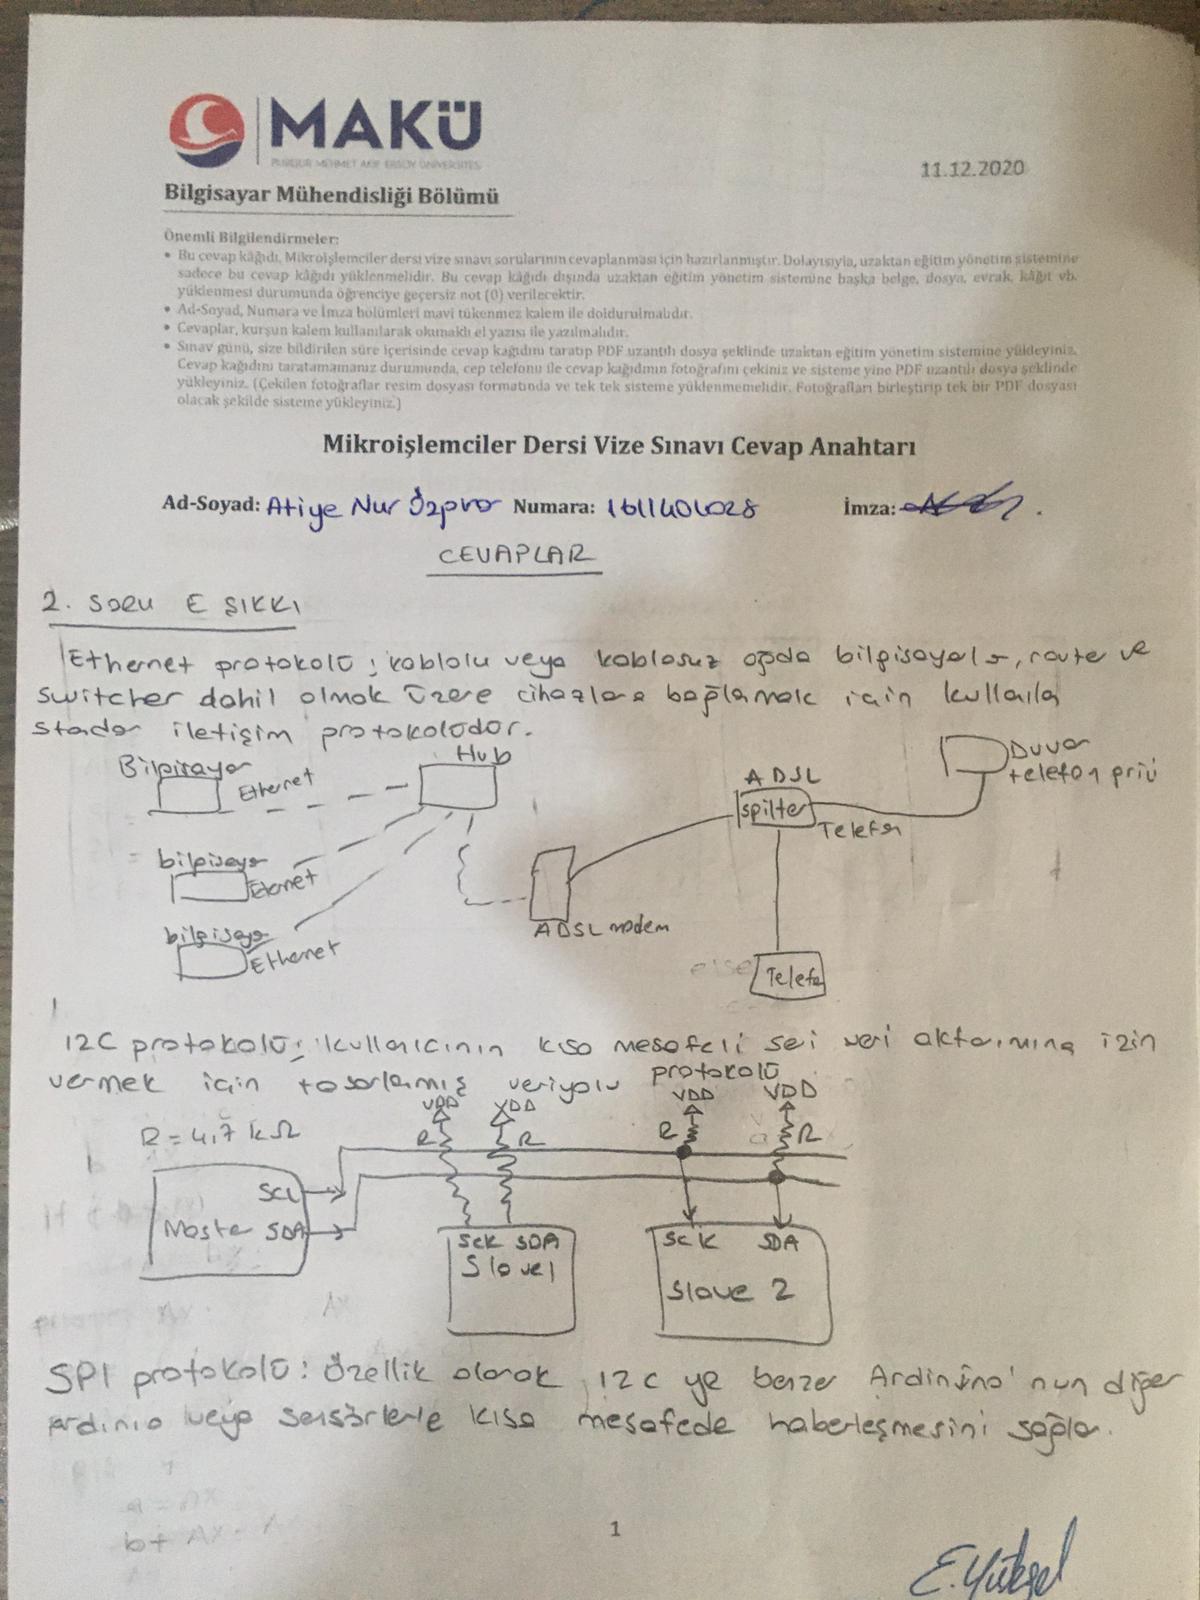 MAKÜ
BURDUR MEHMET AKİF ERSOY ÜNİVERSİTESİ
11.12.2020
Bilgisayar Mühendisliği Bölümü
Önemli Bilgilendirmeler:
• Bu cevap kâğıdı, Mikroişlemciler dersi vize sınavı sorularının cevaplanması için hazırlanmıştır. Dolayısıyla, uzaktan eğitim yönetim sistemine
sadece bu cevap kâğıdı yüklenmelidir. Bu cevap kâğıdı dışında uzaktan eğitim yönetim sistemine başka belge, dosya, evrak, kâğıt vb.
yüklenmesi durumunda öğrenciye geçersiz not (0) verilecektir.
• Ad-Soyad, Numara ve İmza bölümleri mavi tükenmez kalem ile doldurulmalıdır.
• Cevaplar, kurşun kalem kullanılarak okunaklı el yazısı ile yazılmalıdır.
• Sınav günü, size bildirilen süre içerisinde cevap kağıdını taratıp PDF uzantılı dosya şeklinde uzaktan eğitim yönetim sistemine yükleyiniz.
Cevap kağıdını taratamamanız durumunda, cep telefonu ile cevap kağıdının fotoğrafını çekiniz ve sisteme yine PDF uzantılı dosya şeklinde
yükleyiniz. (Çekilen fotoğraflar resim dosyası formatında ve tek tek sisteme yüklenmemelidir. Fotoğrafları birleştirip tek bir PDF dosyası
olacak şekilde sisteme yükleyiniz.)
Mikroişlemciler Dersi Vize Sınavı Cevap Anahtarı
Ad-Soyad: Atiye Nur Numara: 1611404028 İmza:
CEVAPLAR
2. SORU E ŞIKKI
Ethernet protokolü; kablolu veya kablosuz ağda bilgisayar, router ve
switcher dahil olmak üzere cihazları bağlamak için kullanıla
standar iletişim protokolüdür.
Bilgisayar
Ethernet
Hub
ADSL
spilter
Telefon
Duvar
telefon prizi
bilgisayar
Eternet
ADSL modem
bilgisayar
Ethernet
Telefon
I2C protokolü; kullanıcının kısa mesafeli seri veri aktarımına izin
vermek için tasarlanmış veriyolu protokolü
R = 4,7 kΩ
VDD VDD VDD VDD
R R R R
SCL
Master SDA
Sck SDA
Slave1
Sck SDA
Slave 2
SPI protokolü: Özellik olarak I2C ye benzer Ardinino'nun diğer
ardinio veya sensörlerle kısa mesafede haberleşmesini sağlar.
1
E.Yüksel